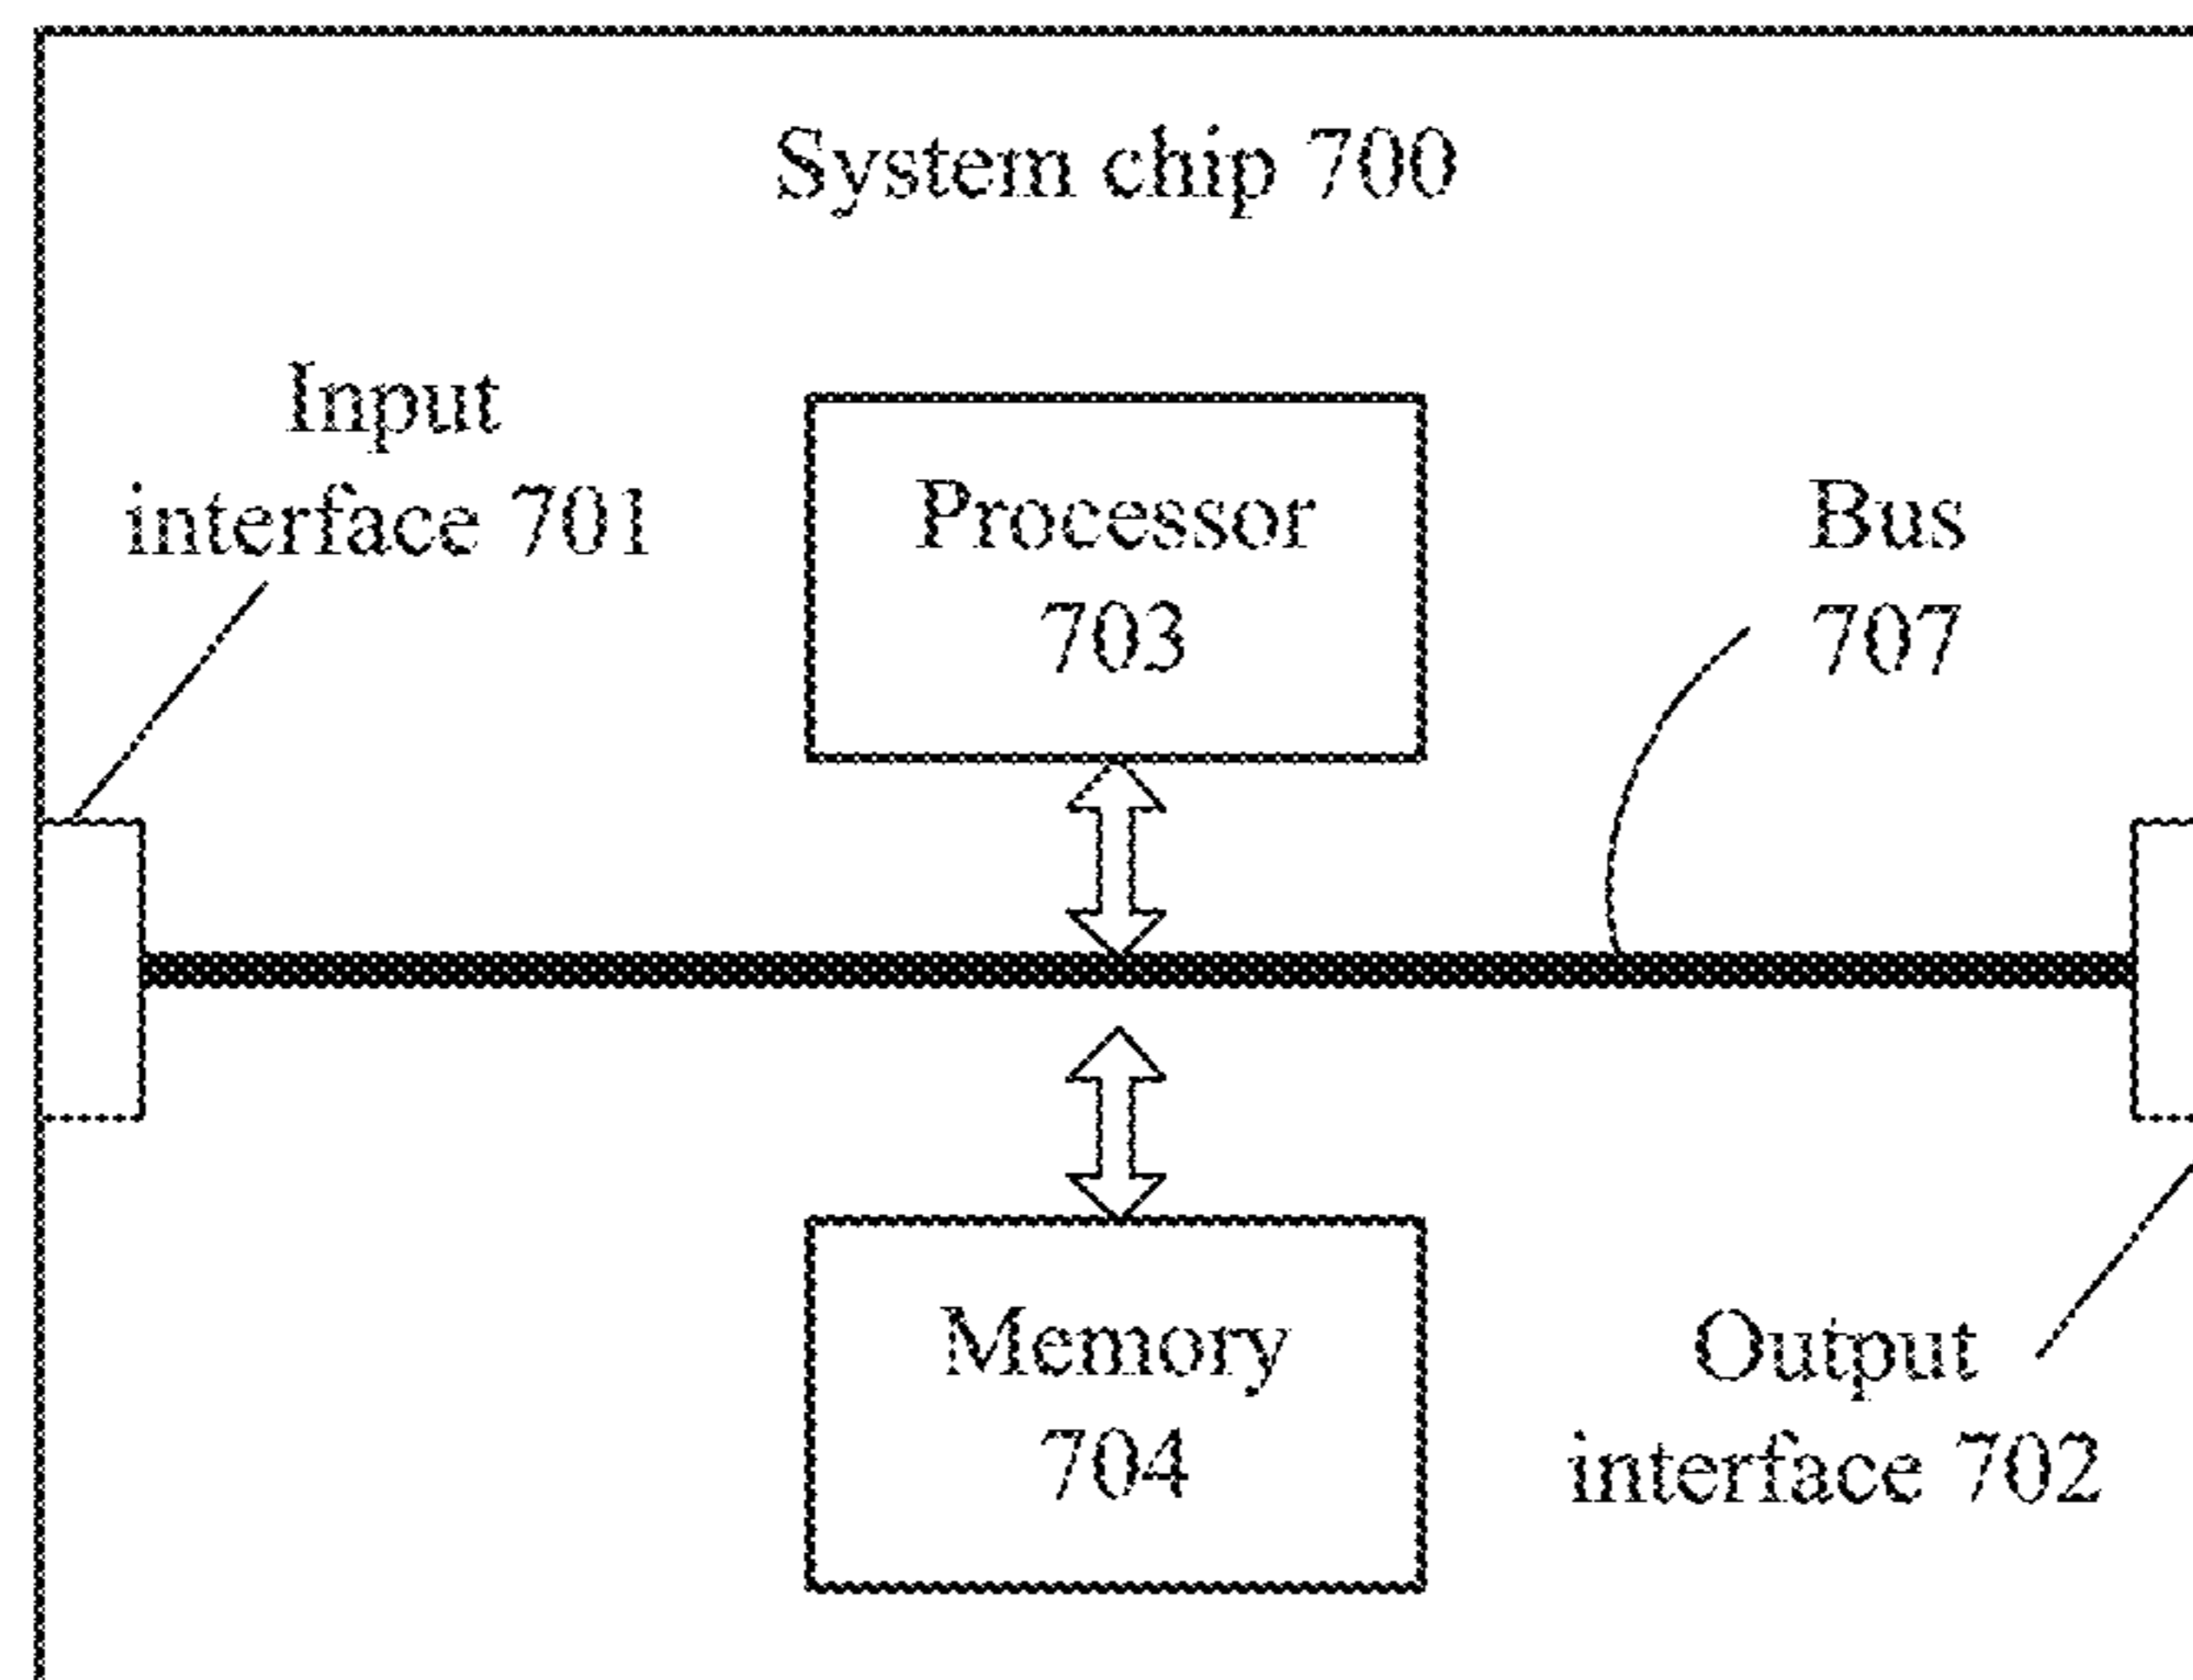 System chip 700
Input
interface 701
Processor
703
Bus
707
Memory
704
Output
interface 702